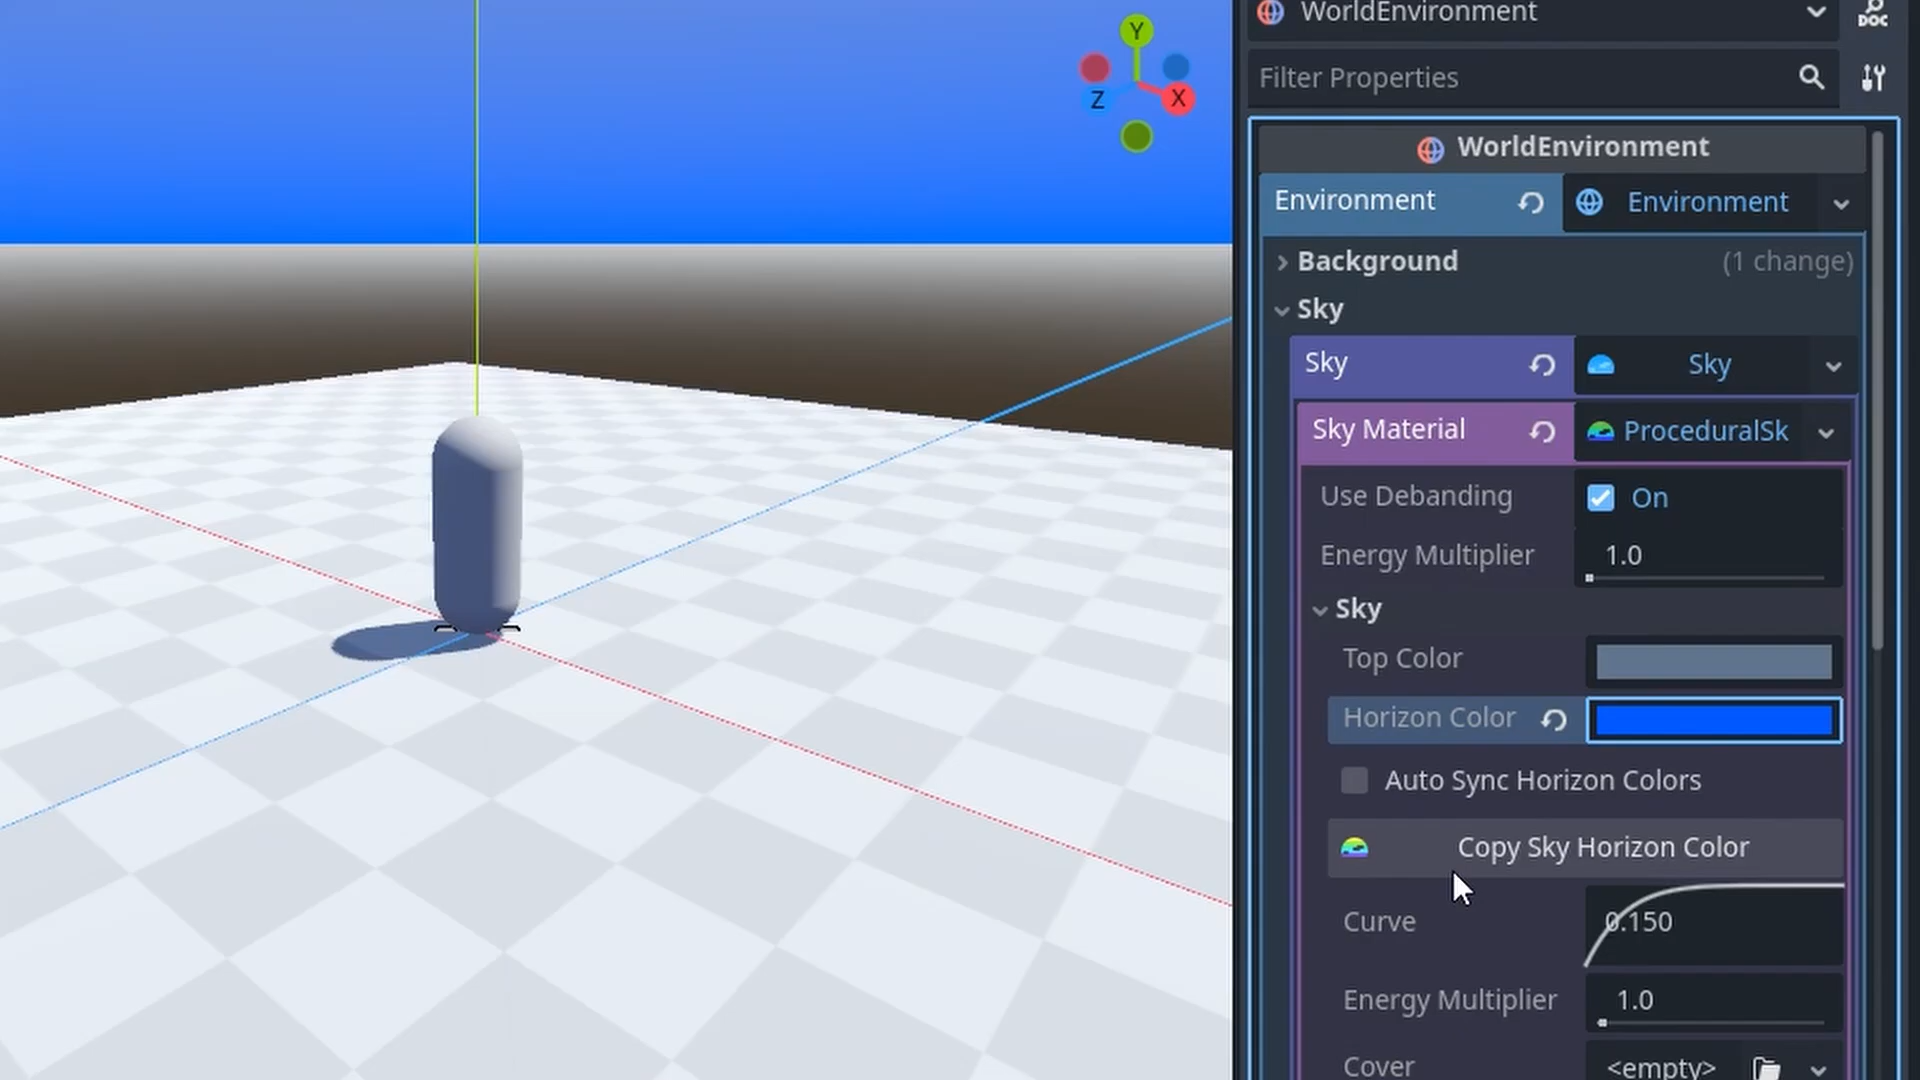 WorldEnvironment
DOC
Filter Properties
Y
Z
X
WorldEnvironment
Environment
Environment
Background
(1 change)
Sky
Sky
Sky
Sky Material
ProceduralSk
Use Debanding
On
Energy Multiplier
1.0
Sky
Top Color
Horizon Color
Auto Sync Horizon Colors
Copy Sky Horizon Color
Curve
0.150
Energy Multiplier
1.0
Cover
<empty>